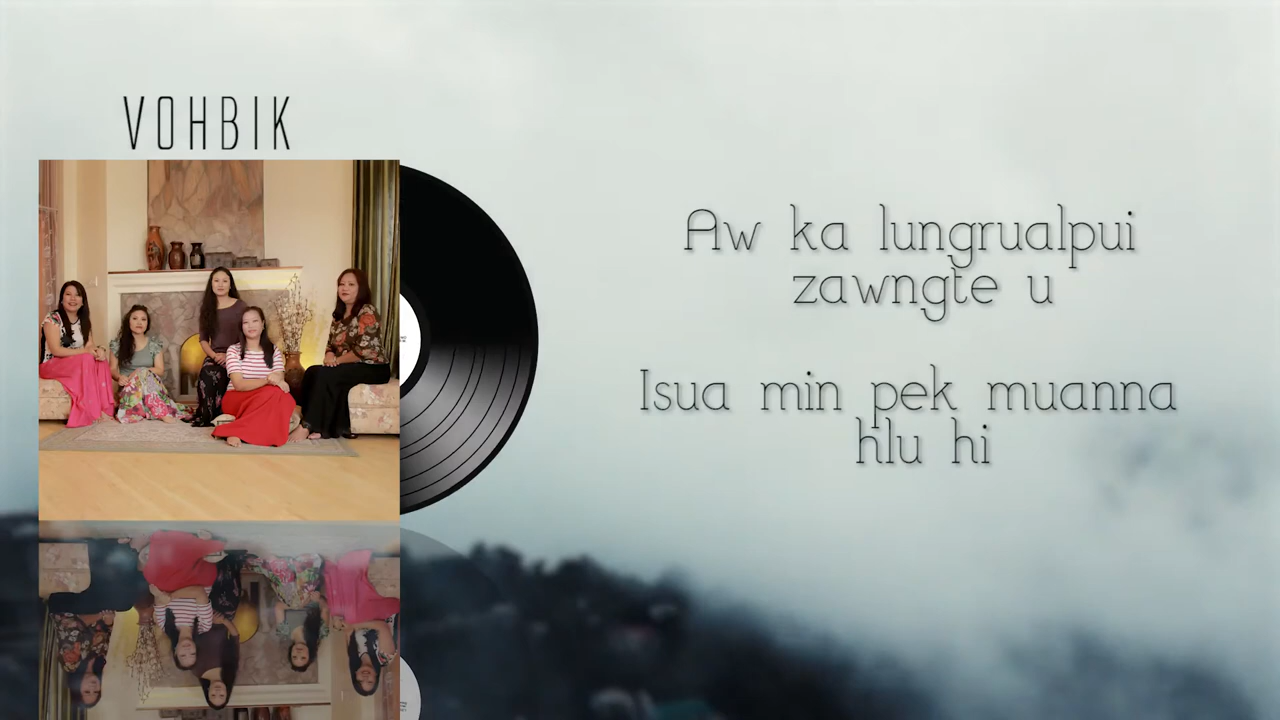 VOHBIK
Aw ka lungrualpui
zawngte u
Isua min pek muanna
hlu hi